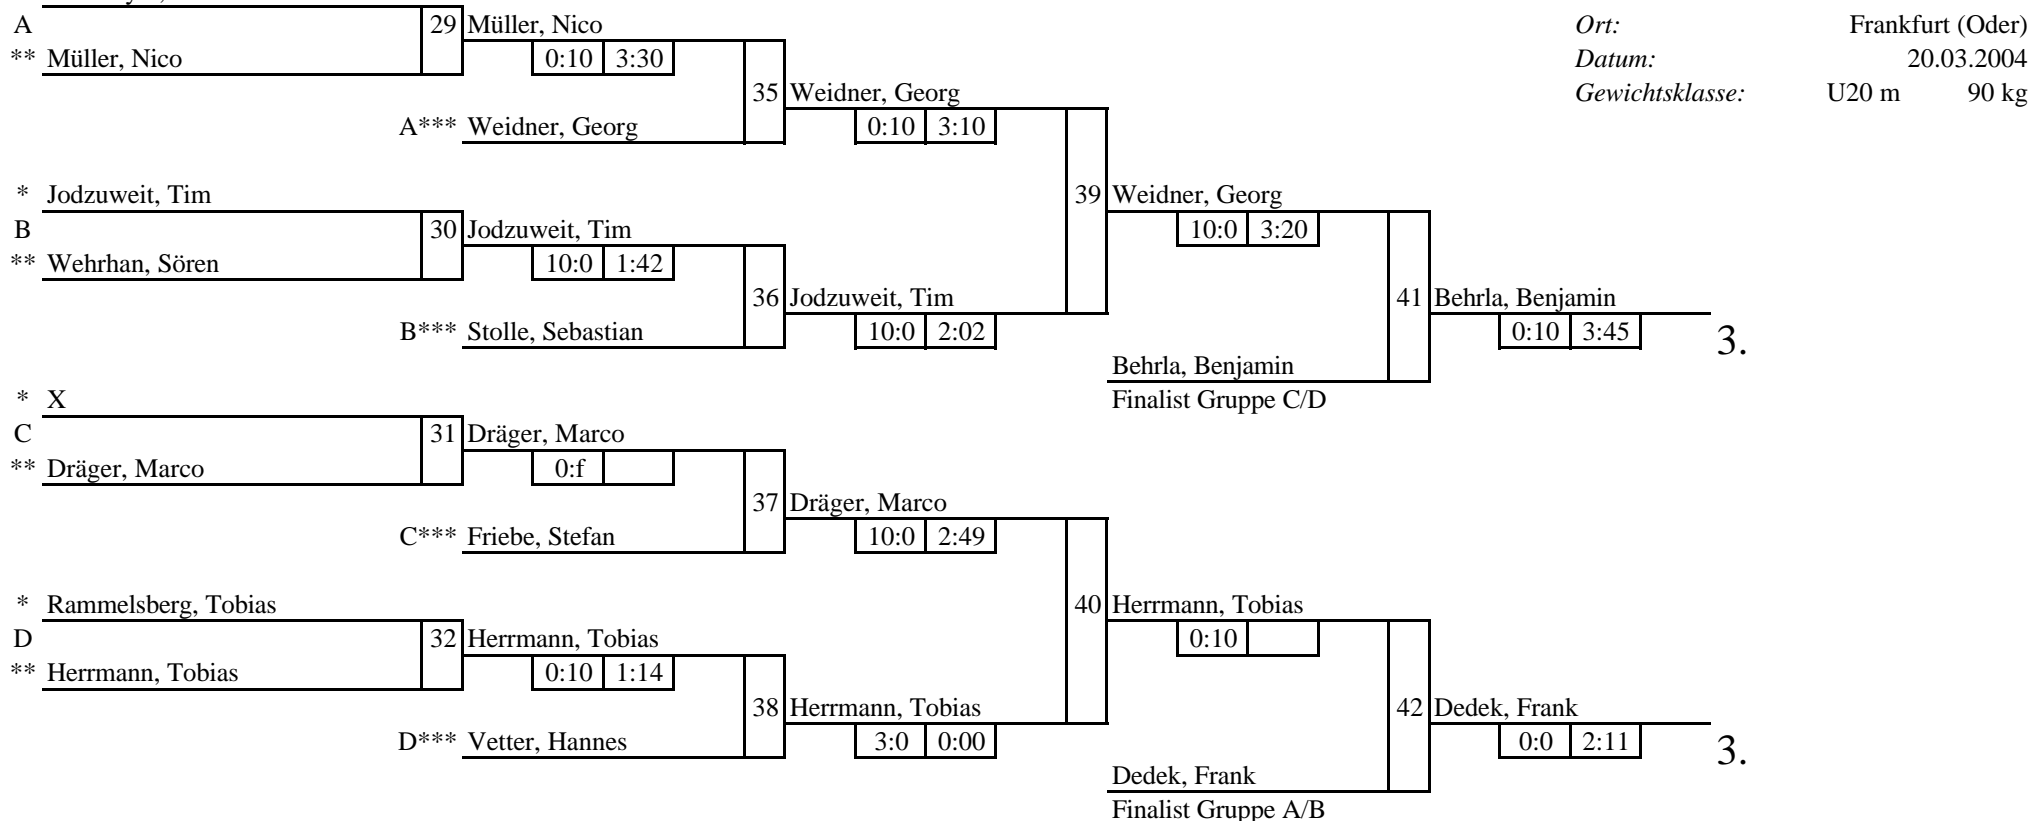 A
29 Müller, Nico
** Müller, Nico
0:10 3:30
35 Weidner, Georg
A*** Weidner, Georg
0:10 3:10
Ort: Frankfurt (Oder)
Datum: 20.03.2004
Gewichtsklasse: U20 m 90 kg
* Jodzuweit, Tim
39 Weidner, Georg
B
30 Jodzuweit, Tim
10:0 3:20
** Wehrhan, Sören
10:0 1:42
36 Jodzuweit, Tim
41 Behrla, Benjamin
B*** Stolle, Sebastian
10:0 2:02
0:10 3:45
3.
Behrla, Benjamin
* X
Finalist Gruppe C/D
C
31 Dräger, Marco
** Dräger, Marco
0:f
37 Dräger, Marco
C*** Friebe, Stefan
10:0 2:49
* Rammelsberg, Tobias
40 Herrmann, Tobias
D
32 Herrmann, Tobias
0:10
** Herrmann, Tobias
0:10 1:14
38 Herrmann, Tobias
42 Dedek, Frank
D*** Vetter, Hannes
3:0 0:00
0:0 2:11
3.
Dedek, Frank
Finalist Gruppe A/B